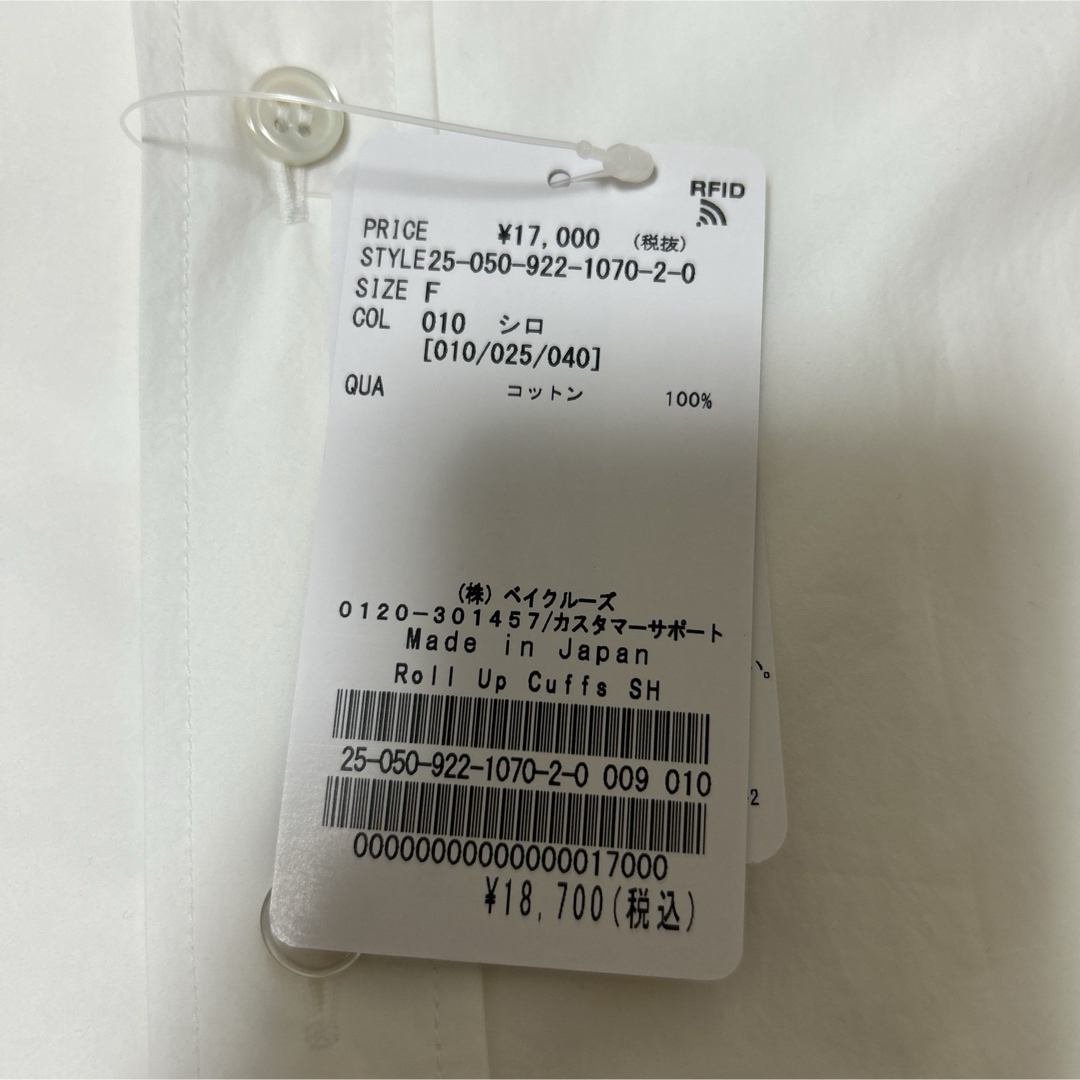 RFID
PRICE ¥17,000 (税抜)
STYLE25-050-922-1070-2-0
SIZE F
COL 010 シロ
[010/025/040]
QUA コットン 100%
(株) ベイクルーズ
0120-301457/カスタマーサポート
Made in Japan
Roll Up Cuffs SH
25-050-922-1070-2-0 009 010
00000000000000017000
¥18,700(税込)
い。
-2